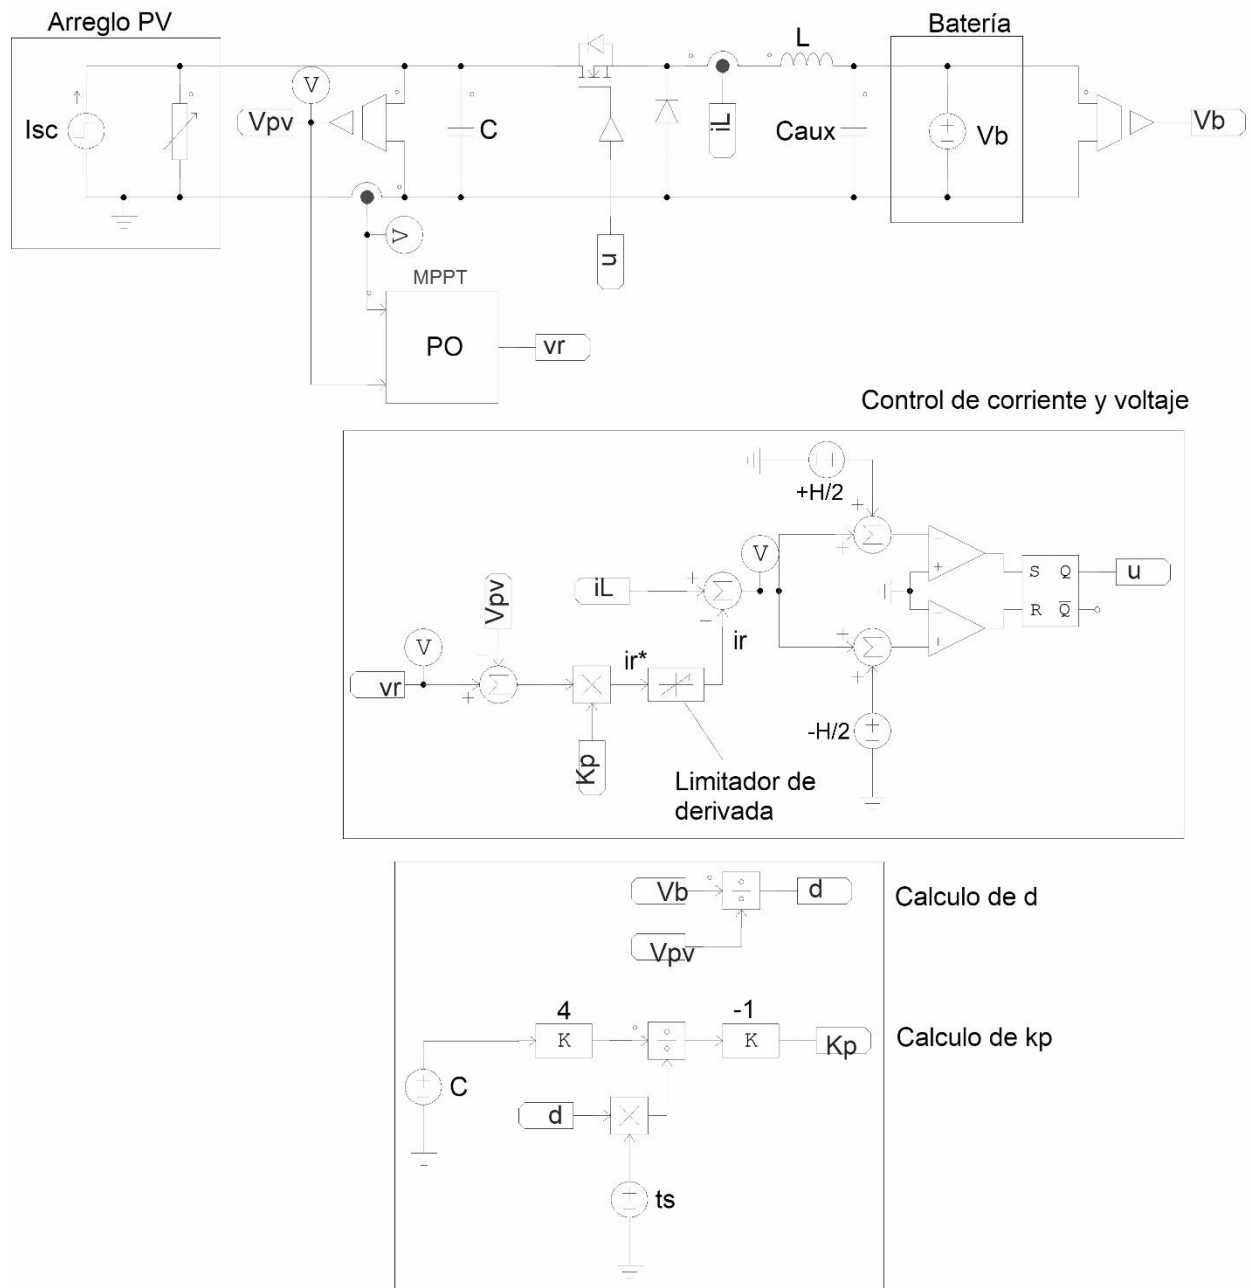 Arreglo PV
Batería
L
V
Isc
Vpv
C
iL
Caux
Vb
Vb
V
u
MPPT
PO
vr
Control de corriente y voltaje
+H/2
V
Σ
Vpv
iL
Σ
S Q
u
R Q̅
V
ir
ir*
Σ
vr
Σ
Kp
-H/2
Limitador de
derivada
Vb
d
Calculo de d
Vpv
4
-1
K
K
Kp
Calculo de kp
C
d
ts